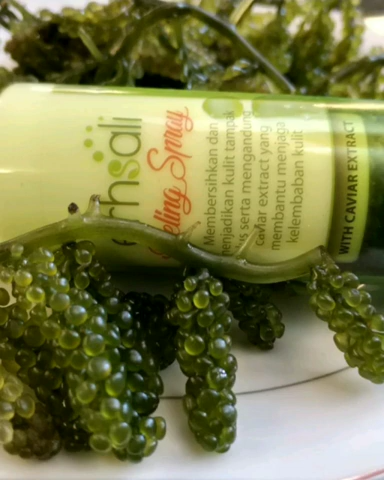 Peeling Spray
Membersihkan dan
menjadikan kulit tampak
serta mengandung
caviar extract yang
membantu menjaga
kelembaban kulit
WITH CAVIAR EXTRACT